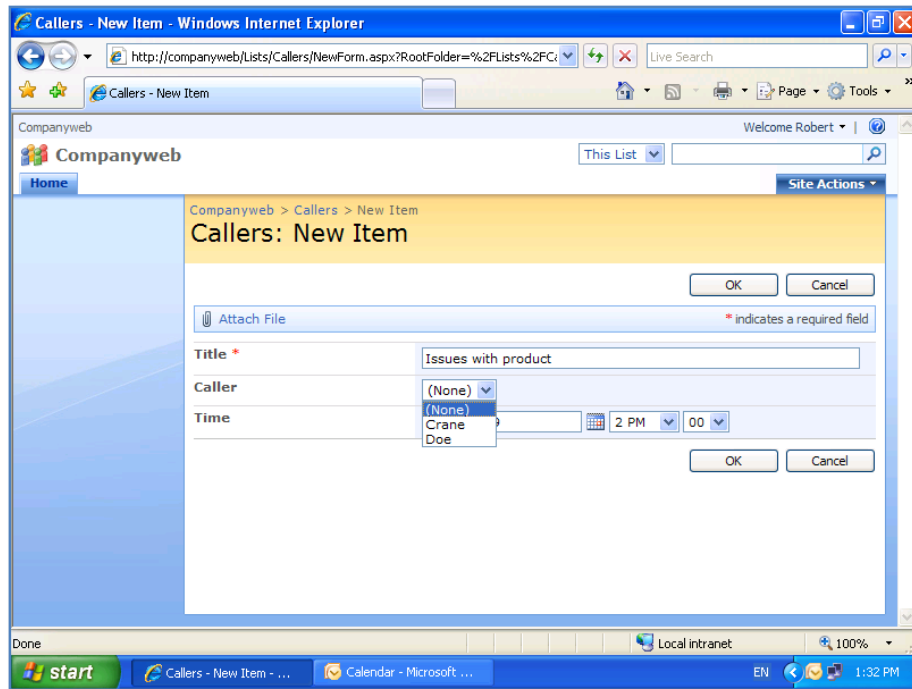 Callers - New Item - Windows Internet Explorer
http://companyweb/Lists/Callers/NewForm.aspx?RootFolder=%2FLists%2FC
Live Search
Callers - New Item
Page
Tools
Companyweb
Welcome Robert
Companyweb
This List
Home
Site Actions
Companyweb > Callers > New Item
Callers: New Item
OK
Cancel
Attach File
* indicates a required field
Title *
Issues with product
Caller
(None)
(None)
Crane
Doe
Time
2 PM
00
OK
Cancel
Done
Local intranet
100%
start
Callers - New Item - ...
Calendar - Microsoft ...
EN
1:32 PM